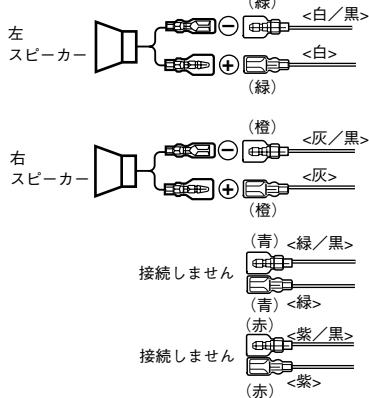 (緑)
<白／黒>
左
スピーカー
⊖
<白>
⊕
(緑)
(橙)
<灰／黒>
右
スピーカー
⊖
<灰>
⊕
(橙)
(青) <緑／黒>
接続しません
(青) <緑>
(赤) <紫／黒>
接続しません
(赤) <紫>